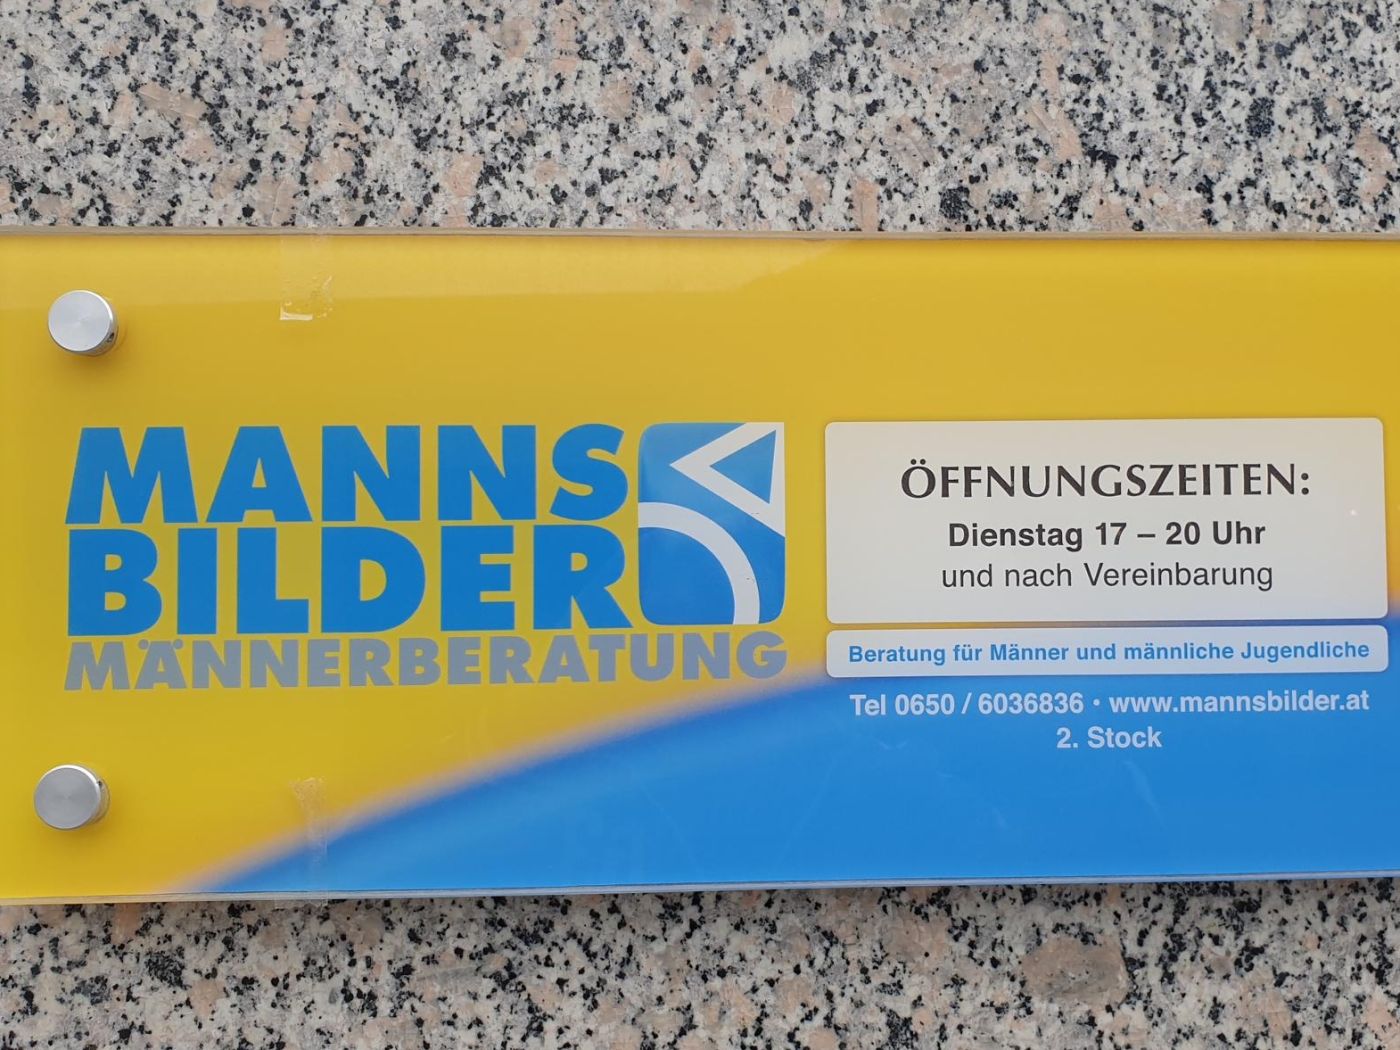 MANNS
BILDER
MÄNNERBERATUNG
ÖFFNUNGSZEITEN:
Dienstag 17 – 20 Uhr
und nach Vereinbarung
Beratung für Männer und männliche Jugendliche
Tel 0650 / 6036836 • www.mannsbilder.at
2. Stock